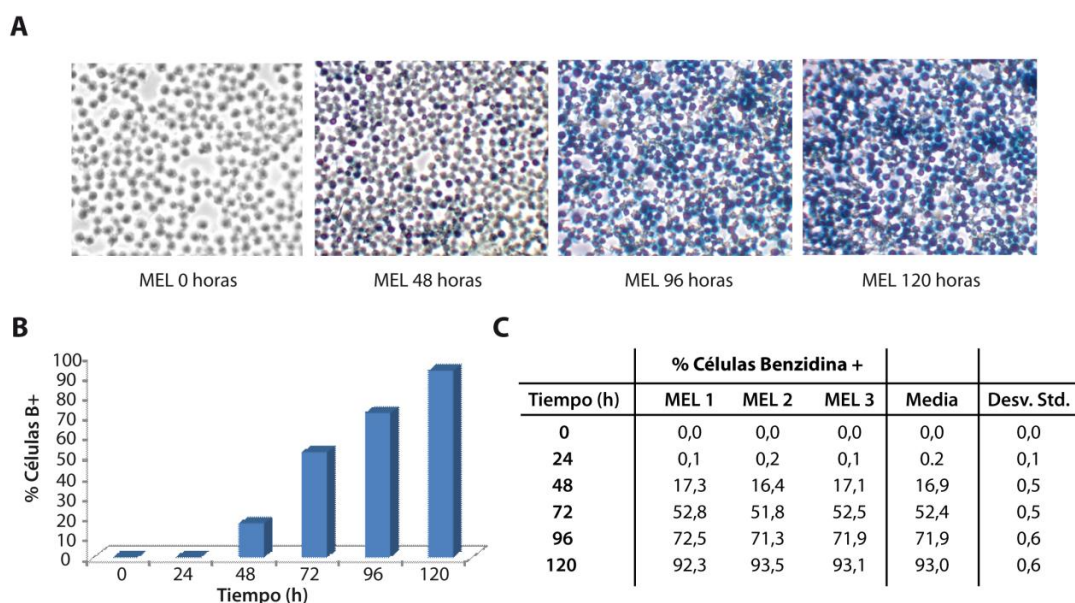 A
MEL 0 horas
MEL 48 horas
MEL 96 horas
MEL 120 horas
B
% Células B+
100
90
80
70
60
50
40
30
20
10
0
0 24 48 72 96 120
Tiempo (h)
C
% Células Benzidina +
Tiempo (h) MEL 1 MEL 2 MEL 3 Media Desv. Std.
0 0,0 0,0 0,0 0,0 0,0
24 0,1 0,2 0,1 0.2 0,1
48 17,3 16,4 17,1 16,9 0,5
72 52,8 51,8 52,5 52,4 0,5
96 72,5 71,3 71,9 71,9 0,6
120 92,3 93,5 93,1 93,0 0,6